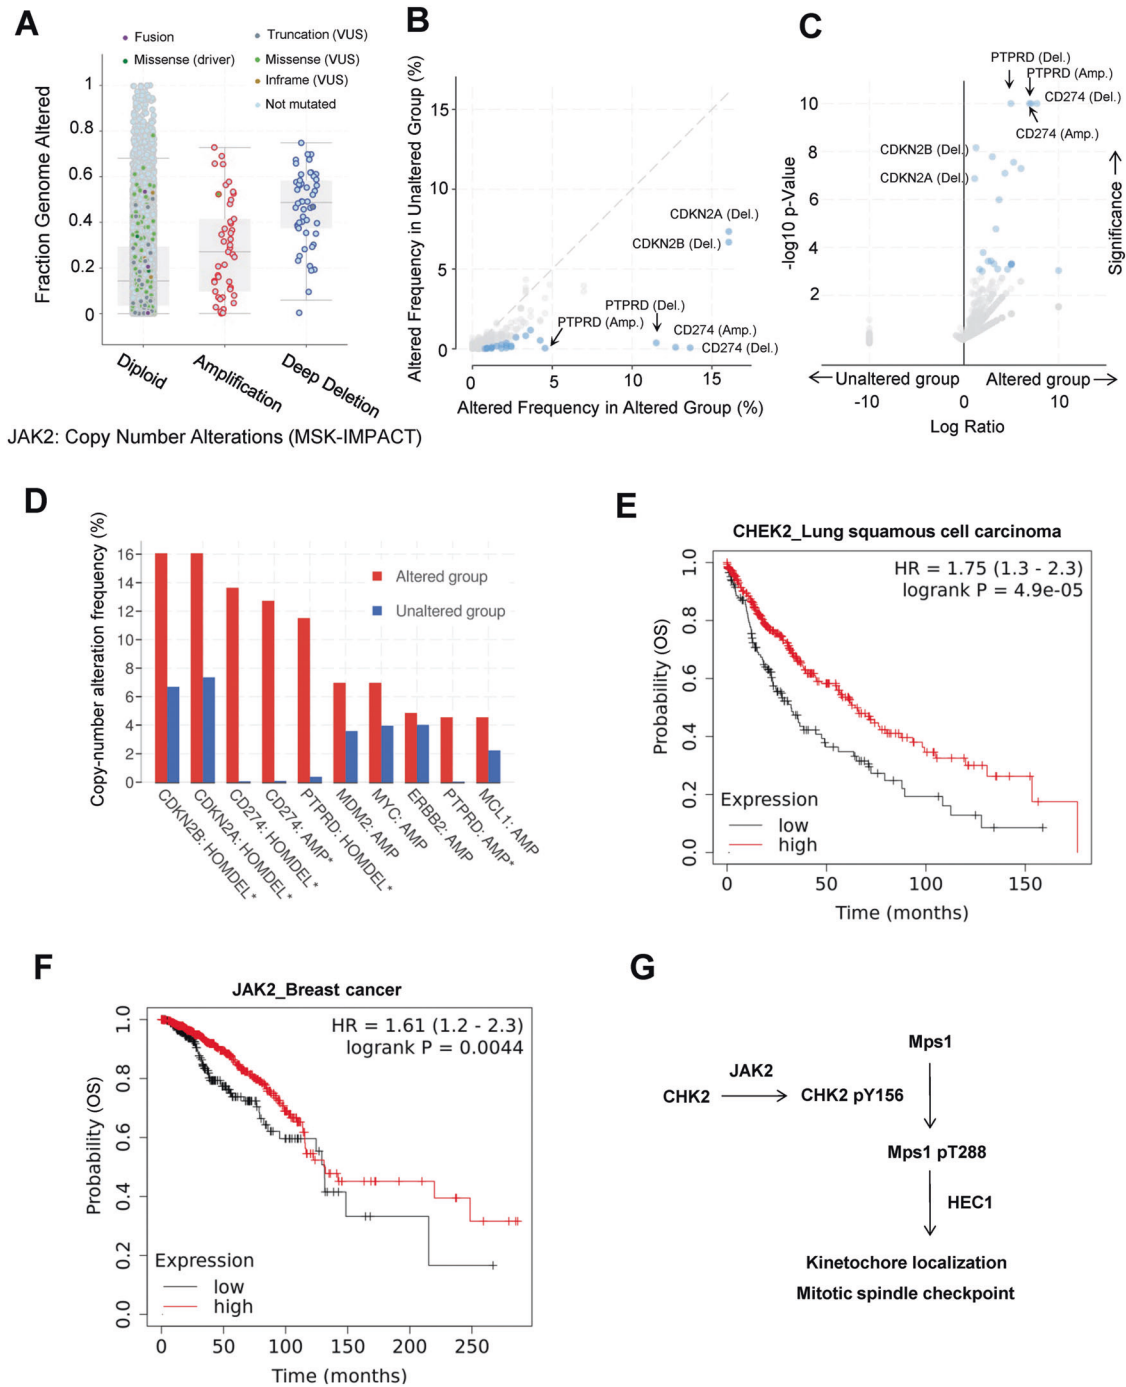 A
Fusion
Missense (driver)
Truncation (VUS)
Missense (VUS)
Inframe (VUS)
Not mutated
Fraction Genome Altered
1
0.8
0.6
0.4
0.2
0
Diploid
Amplification
Deep Deletion
JAK2: Copy Number Alterations (MSK-IMPACT)
B
Altered Frequency in Unaltered Group (%)
15
10
5
0
CDKN2A (Del.)
CDKN2B (Del.)
PTPRD (Del.)
PTPRD (Amp.)
CD274 (Amp.)
CD274 (Del.)
0
5
10
15
Altered Frequency in Altered Group (%)
C
PTPRD (Del.)
PTPRD (Amp.)
CD274 (Del.)
CD274 (Amp.)
CDKN2B (Del.)
CDKN2A (Del.)
-log10 p-Value
10
8
6
4
2
Significance
Unaltered group
Altered group
-10
0
10
Log Ratio
D
Copy-number alteration frequency (%)
16
14
12
10
8
6
4
2
0
Altered group
Unaltered group
CDKN2B: HOMDEL*
CDKN2A: HOMDEL*
CD274: HOMDEL*
CD274: AMP*
PTPRD: HOMDEL*
MDM2: AMP
MYC: AMP
ERBB2: AMP
PTPRD: AMP*
MCL1: AMP
E
CHEK2_Lung squamous cell carcinoma
HR = 1.75 (1.3 - 2.3)
logrank P = 4.9e-05
Probability (OS)
1.0
0.8
0.6
0.4
0.2
0.0
Expression
low
high
0
50
100
150
Time (months)
F
JAK2_Breast cancer
HR = 1.61 (1.2 - 2.3)
logrank P = 0.0044
Probability (OS)
1.0
0.8
0.6
0.4
0.2
0.0
Expression
low
high
0
50
100
150
200
250
Time (months)
G
Mps1
JAK2
CHK2
CHK2 pY156
Mps1 pT288
HEC1
Kinetochore localization
Mitotic spindle checkpoint